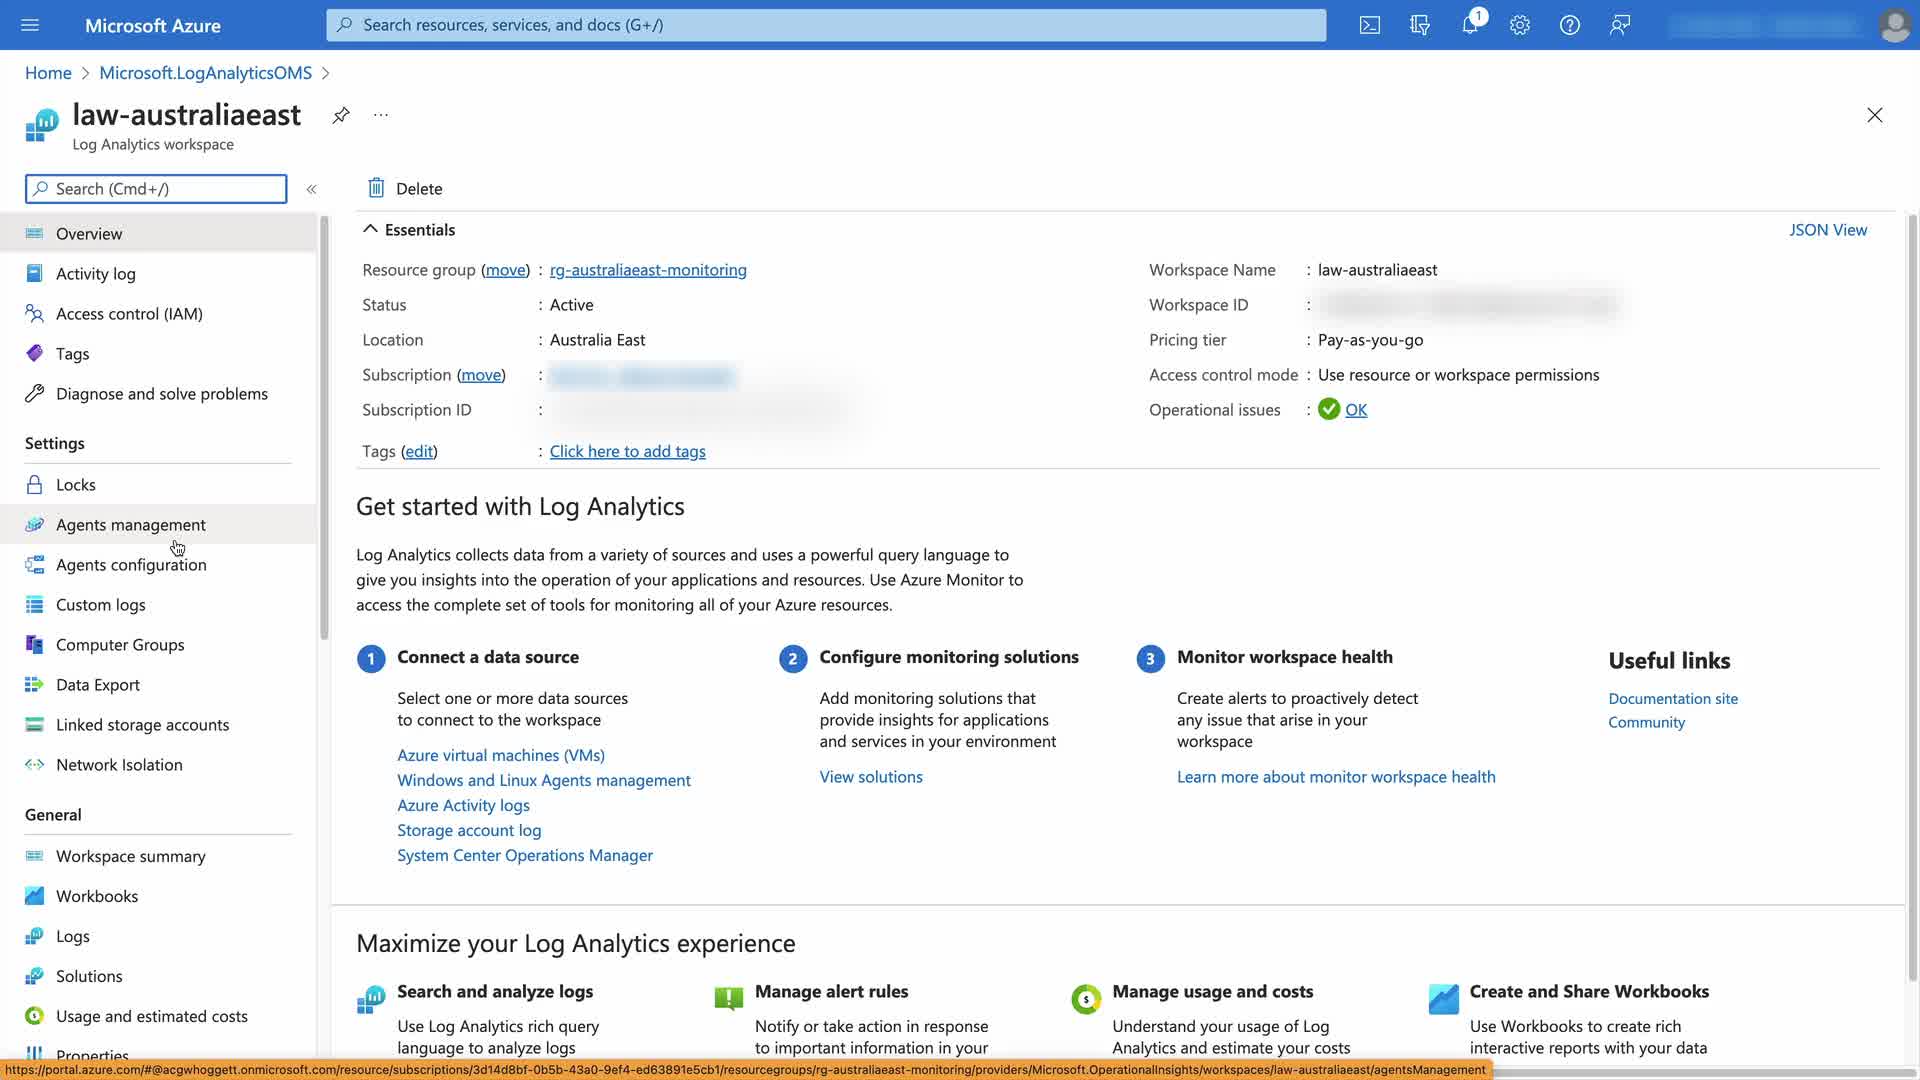 Microsoft Azure
Search resources, services, and docs (G+/)
1
Home > Microsoft.LogAnalyticsOMS >
law-australiaeast
...
Log Analytics workspace
Search (Cmd+/)
«
Delete
Overview
Activity log
Access control (IAM)
Tags
Diagnose and solve problems
Settings
Locks
Agents management
Agents configuration
Custom logs
Computer Groups
Data Export
Linked storage accounts
Network Isolation
General
Workspace summary
Workbooks
Logs
Solutions
Usage and estimated costs
Properties
Essentials
JSON View
Resource group (move) : rg-australiaeast-monitoring
Status : Active
Location : Australia East
Subscription (move) :
Subscription ID :
Tags (edit) : Click here to add tags
Workspace Name : law-australiaeast
Workspace ID :
Pricing tier : Pay-as-you-go
Access control mode : Use resource or workspace permissions
Operational issues : OK
Get started with Log Analytics
Log Analytics collects data from a variety of sources and uses a powerful query language to
give you insights into the operation of your applications and resources. Use Azure Monitor to
access the complete set of tools for monitoring all of your Azure resources.
1 Connect a data source
Select one or more data sources
to connect to the workspace
Azure virtual machines (VMs)
Windows and Linux Agents management
Azure Activity logs
Storage account log
System Center Operations Manager
2 Configure monitoring solutions
Add monitoring solutions that
provide insights for applications
and services in your environment
View solutions
3 Monitor workspace health
Create alerts to proactively detect
any issue that arise in your
workspace
Learn more about monitor workspace health
Useful links
Documentation site
Community
Maximize your Log Analytics experience
Search and analyze logs
Use Log Analytics rich query
language to analyze logs
Manage alert rules
Notify or take action in response
to important information in your
Manage usage and costs
Understand your usage of Log
Analytics and estimate your costs
Create and Share Workbooks
Use Workbooks to create rich
interactive reports with your data
https://portal.azure.com/#@acgwhoggett.onmicrosoft.com/resource/subscriptions/3d14d8bf-0b5b-43a0-9ef4-ed63891e5cb1/resourcegroups/rg-australiaeast-monitoring/providers/Microsoft.OperationalInsights/workspaces/law-australiaeast/agentsManagement